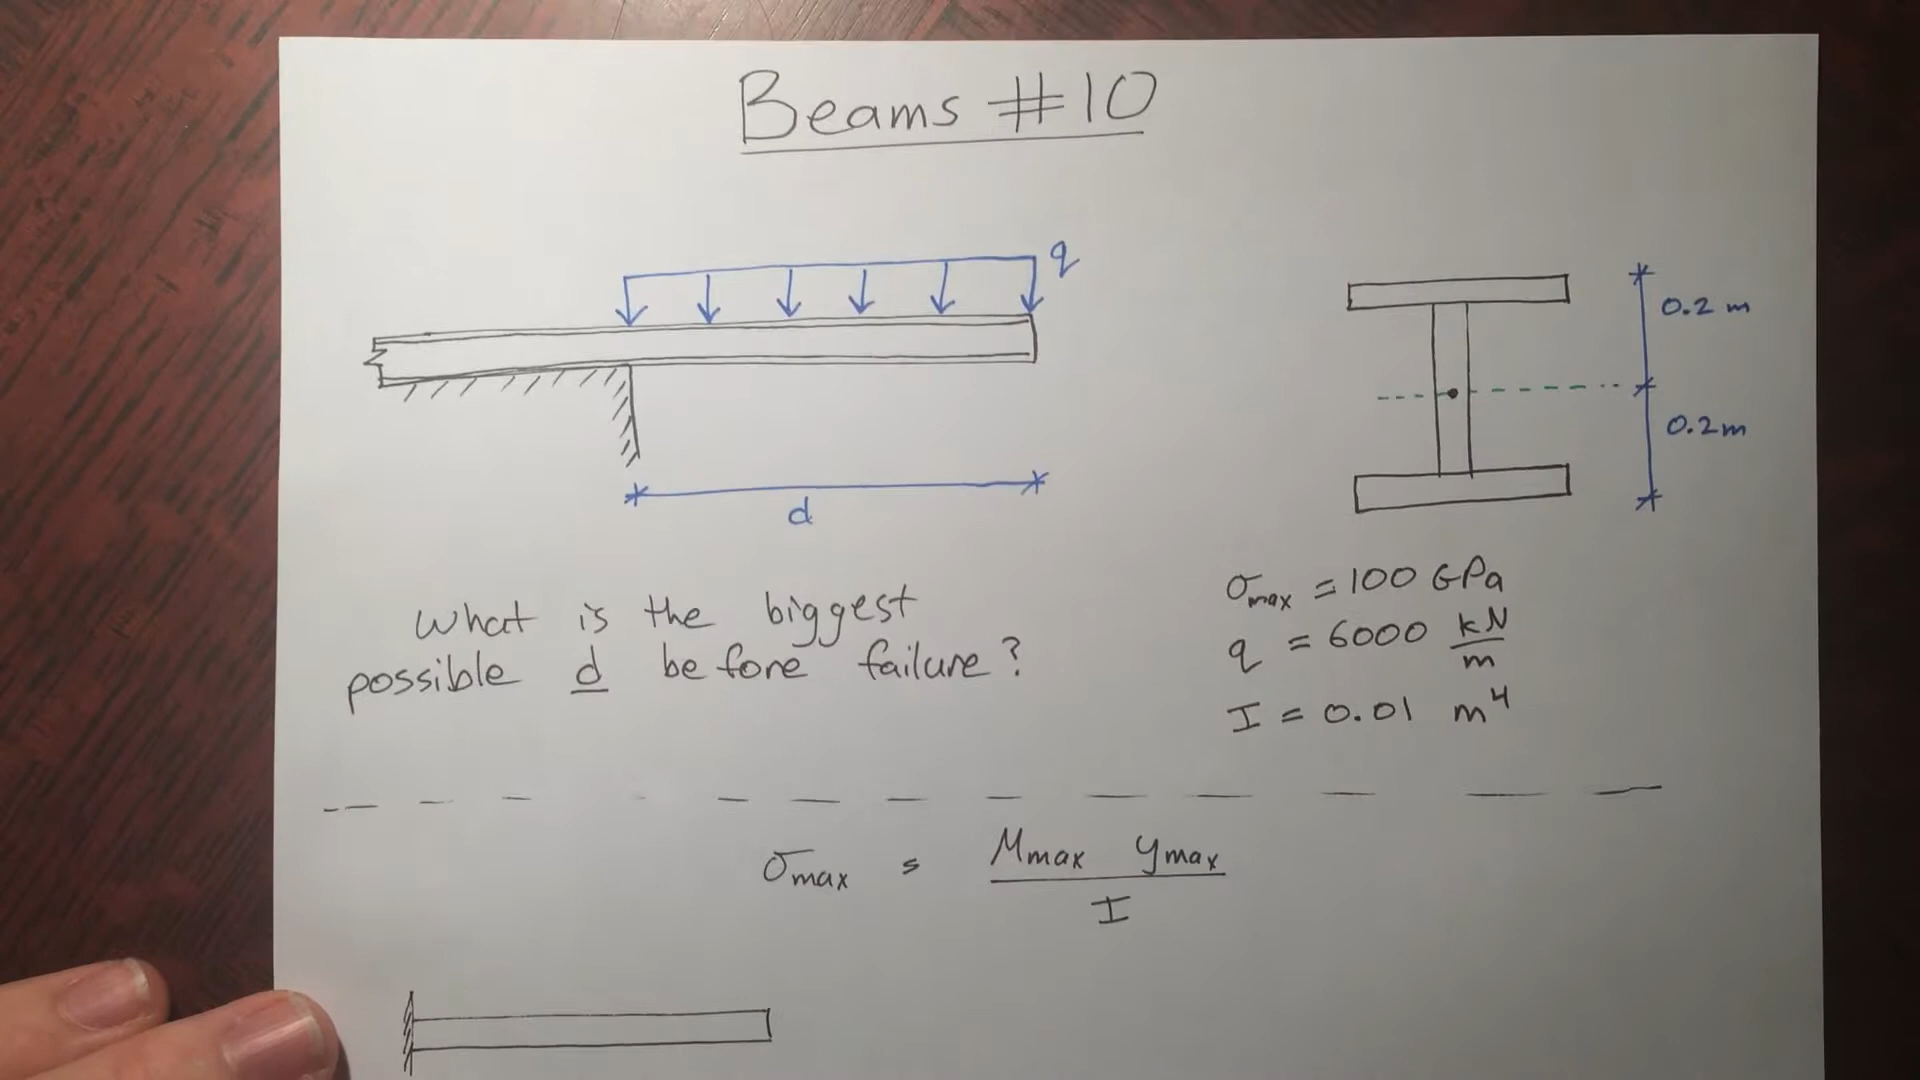 Beams #10
q
0.2 m
0.2m
d
What is the biggest
possible d before failure?
σmax = 100 GPa
q = 6000 kN/m
I = 0.01 m⁴
σmax = Mmax ymax / I